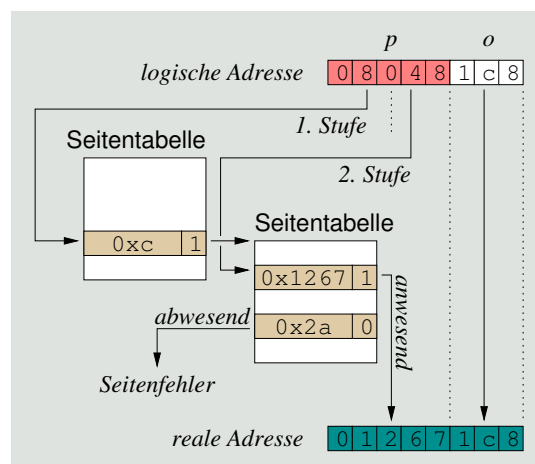 p o
logische Adresse 0 8 0 4 8 1 c 8
1. Stufe
Seitentabelle
2. Stufe
Seitentabelle
0xc 1
0x1267 1
anwesend
abwesend
0x2a 0
Seitenfehler
reale Adresse 0 1 2 6 7 1 c 8